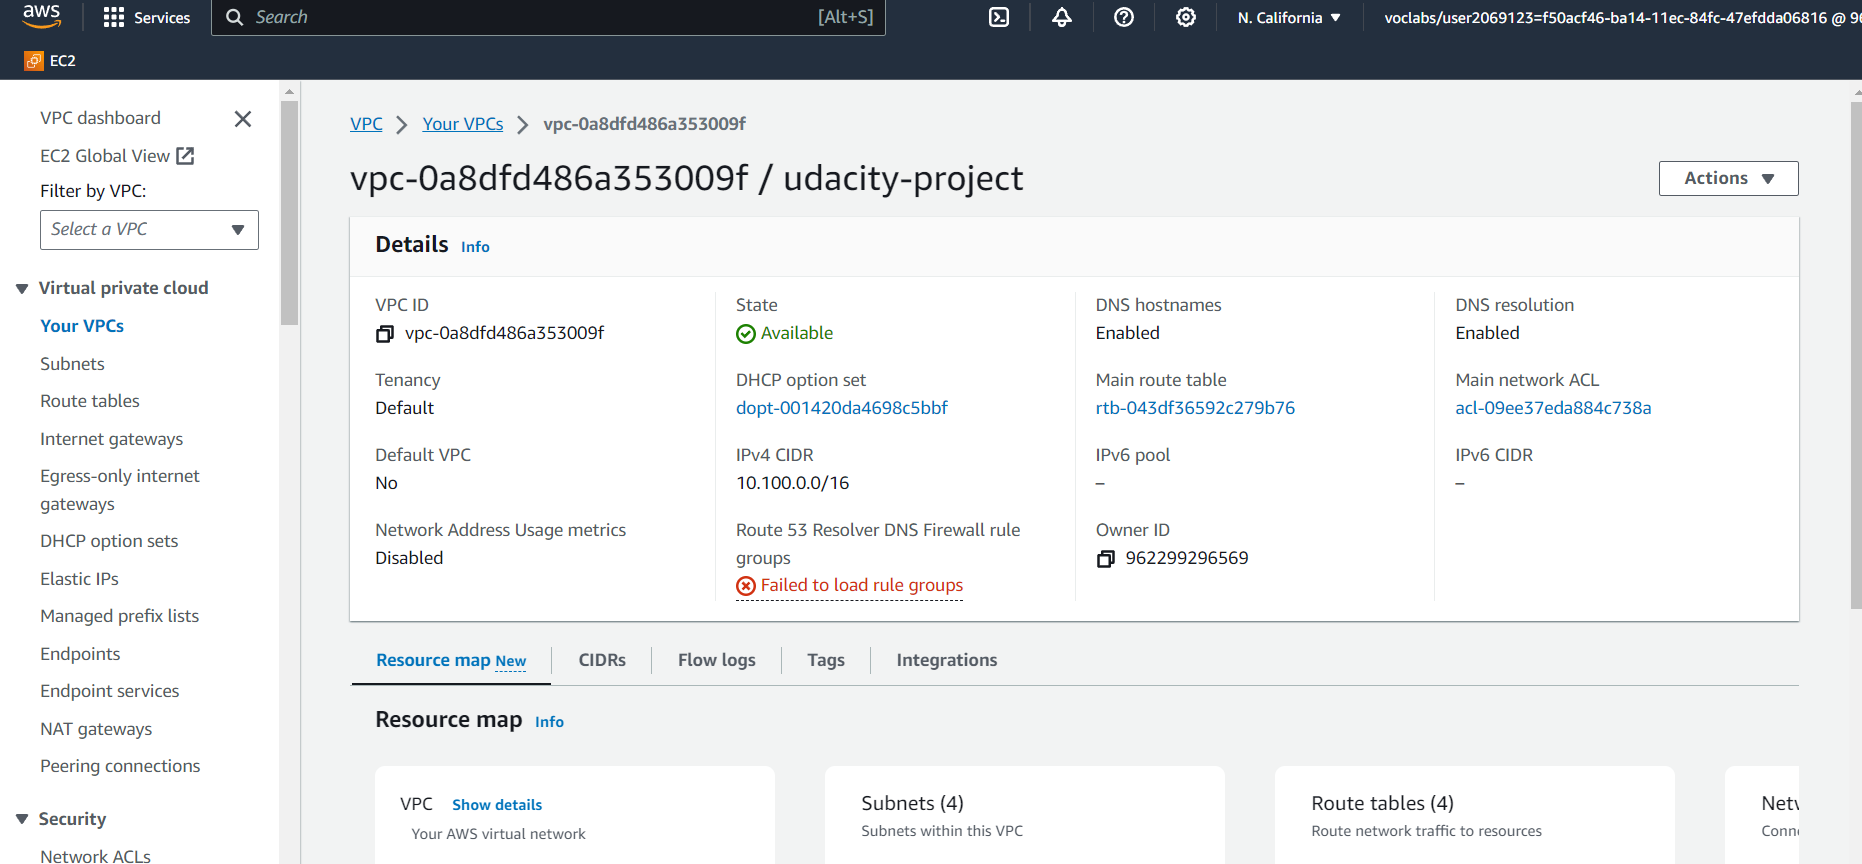 aws
Services
Search
[Alt+S]
N. California
voclabs/user2069123=f50acf46-ba14-11ec-84fc-47efdda06816 @ 96
EC2
VPC dashboard
EC2 Global View
Filter by VPC:
Select a VPC
Virtual private cloud
Your VPCs
Subnets
Route tables
Internet gateways
Egress-only internet
gateways
DHCP option sets
Elastic IPs
Managed prefix lists
Endpoints
Endpoint services
NAT gateways
Peering connections
Security
Network ACLs
VPC
Your VPCs
vpc-0a8dfd486a353009f
vpc-0a8dfd486a353009f / udacity-project
Actions
Details Info
VPC ID
vpc-0a8dfd486a353009f
State
Available
DNS hostnames
Enabled
DNS resolution
Enabled
Tenancy
Default
DHCP option set
dopt-001420da4698c5bbf
Main route table
rtb-043df36592c279b76
Main network ACL
acl-09ee37eda884c738a
Default VPC
No
IPv4 CIDR
10.100.0.0/16
IPv6 pool
–
IPv6 CIDR
–
Network Address Usage metrics
Disabled
Route 53 Resolver DNS Firewall rule
groups
Failed to load rule groups
Owner ID
962299296569
Resource map New
CIDRs
Flow logs
Tags
Integrations
Resource map Info
VPC Show details
Your AWS virtual network
Subnets (4)
Subnets within this VPC
Route tables (4)
Route network traffic to resources
Netw
Conn